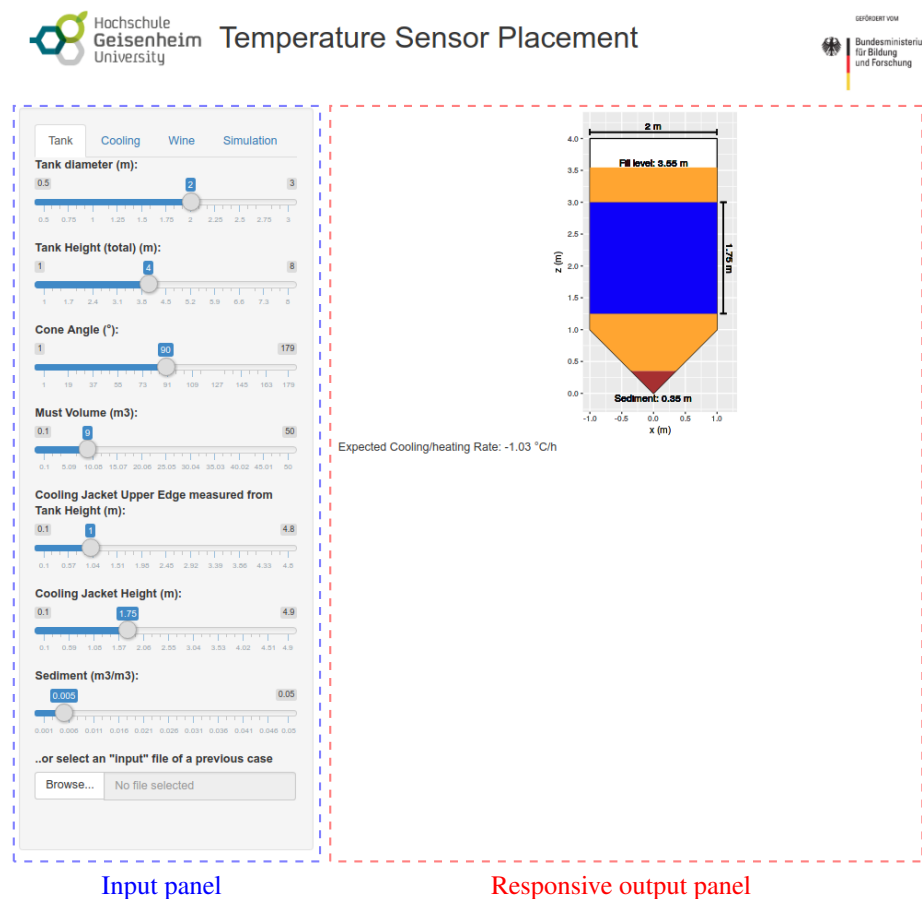 Hochschule
Geisenheim
University
Temperature Sensor Placement
GEFÖRDERT VOM
Bundesministeriu
für Bildung
und Forschung
Tank Cooling Wine Simulation
Tank diameter (m):
0.5 2 3
0.5 0.75 1 1.25 1.5 1.75 2 2.25 2.5 2.75 3
Tank Height (total) (m):
1 4 8
1 1.7 2.4 3.1 3.8 4.5 5.2 5.9 6.6 7.3 8
Cone Angle (°):
1 90 179
1 19 37 55 73 91 109 127 145 163 179
Must Volume (m3):
0.1 9 50
0.1 5.09 10.08 15.07 20.06 25.05 30.04 35.03 40.02 45.01 50
Cooling Jacket Upper Edge measured from
Tank Height (m):
0.1 1 4.8
0.1 0.57 1.04 1.51 1.98 2.45 2.92 3.39 3.86 4.33 4.8
Cooling Jacket Height (m):
0.1 1.75 4.9
0.1 0.59 1.08 1.57 2.06 2.55 3.04 3.53 4.02 4.51 4.9
Sediment (m3/m3):
0.005 0.05
0.001 0.006 0.011 0.016 0.021 0.026 0.031 0.036 0.041 0.046 0.05
..or select an "input" file of a previous case
Browse... No file selected
2 m
4.0
Fill level: 3.55 m
3.5
3.0
2.5
1.75 m
z (m)
2.0
1.5
1.0
0.5
0.0
Sediment: 0.35 m
-1.0 -0.5 0.0 0.5 1.0
x (m)
Expected Cooling/heating Rate: -1.03 °C/h
Input panel
Responsive output panel